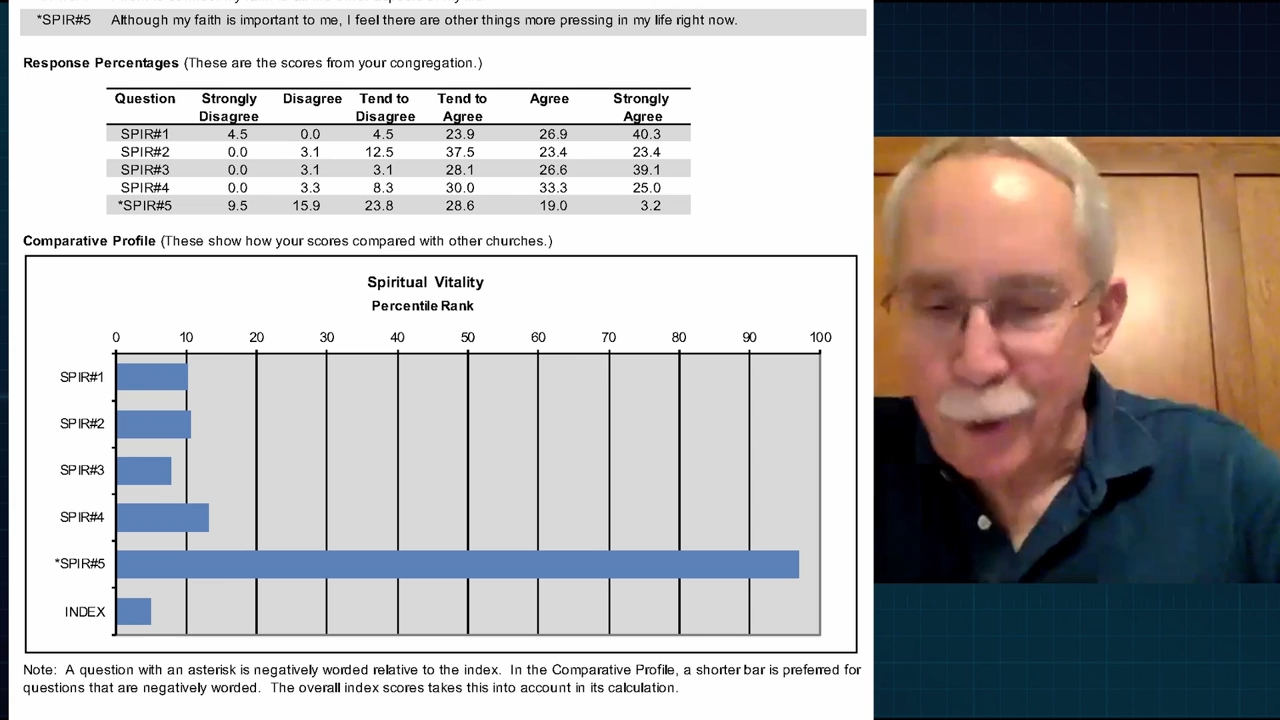 *SPIR#5 Although my faith is important to me, I feel there are other things more pressing in my life right now.
Response Percentages (These are the scores from your congregation.)
Question Strongly Disagree Disagree Tend to Disagree Tend to Agree Agree Strongly Agree
SPIR#1 4.5 0.0 4.5 23.9 26.9 40.3
SPIR#2 0.0 3.1 12.5 37.5 23.4 23.4
SPIR#3 0.0 3.1 3.1 28.1 26.6 39.1
SPIR#4 0.0 3.3 8.3 30.0 33.3 25.0
*SPIR#5 9.5 15.9 23.8 28.6 19.0 3.2
Comparative Profile (These show how your scores compared with other churches.)
Spiritual Vitality
Percentile Rank
0 10 20 30 40 50 60 70 80 90 100
SPIR#1
SPIR#2
SPIR#3
SPIR#4
*SPIR#5
INDEX
Note: A question with an asterisk is negatively worded relative to the index. In the Comparative Profile, a shorter bar is preferred for
questions that are negatively worded. The overall index scores takes this into account in its calculation.